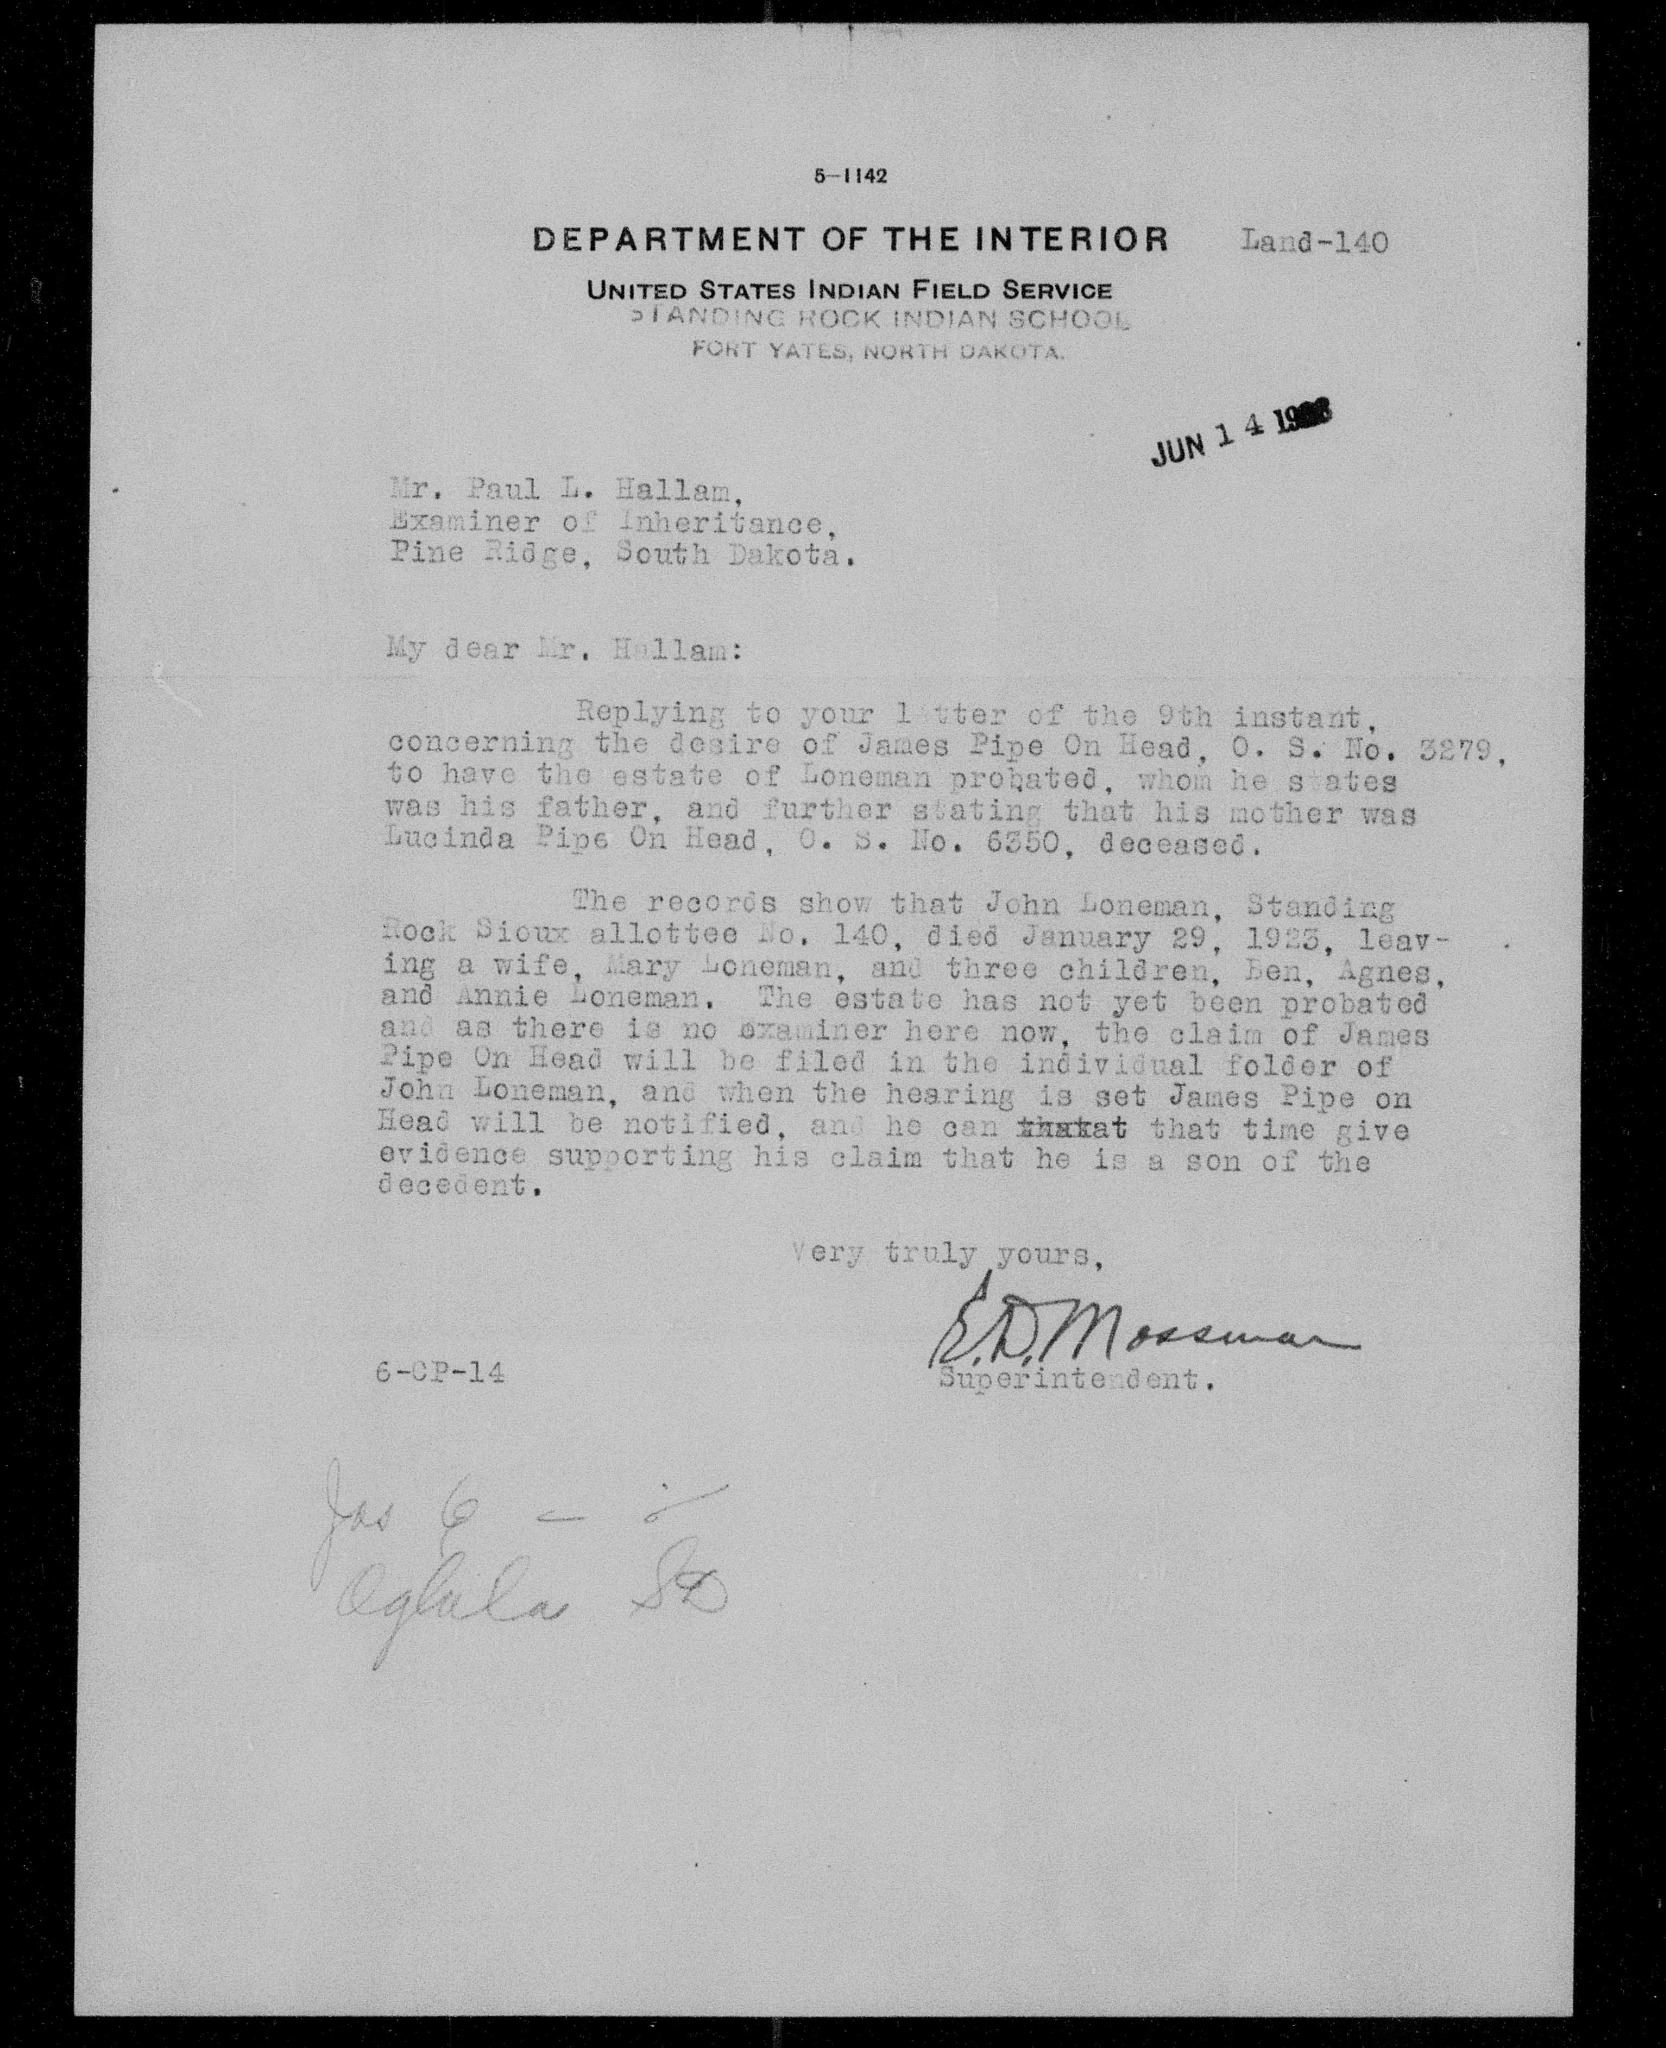 5-1142
DEPARTMENT OF THE INTERIOR Land-140
UNITED STATES INDIAN FIELD SERVICE
STANDING ROCK INDIAN SCHOOL
FORT YATES, NORTH DAKOTA.
JUN 14
Mr. Paul L. Hallam,
Examiner of Inheritance,
Pine Ridge, South Dakota.
My dear Mr. Hallam:
Replying to your letter of the 9th instant,
concerning the desire of James Pipe On Head, O. S. No. 3279,
to have the estate of Loneman probated, whom he states
was his father, and further stating that his mother was
Lucinda Pipe On Head, O. S. No. 6350, deceased.
The records show that John Loneman, Standing
Rock Sioux allottee No. 140, died January 29, 1923, leav-
ing a wife, Mary Loneman, and three children, Ben, Agnes,
and Annie Loneman. The estate has not yet been probated
and as there is no examiner here now, the claim of James
Pipe On Head will be filed in the individual folder of
John Loneman, and when the hearing is set James Pipe on
Head will be notified, and he can at that time give
evidence supporting his claim that he is a son of the
decedent.
Very truly yours,
E. D. Mossman
Superintendent.
6-CP-14
Jas
Oglala SD